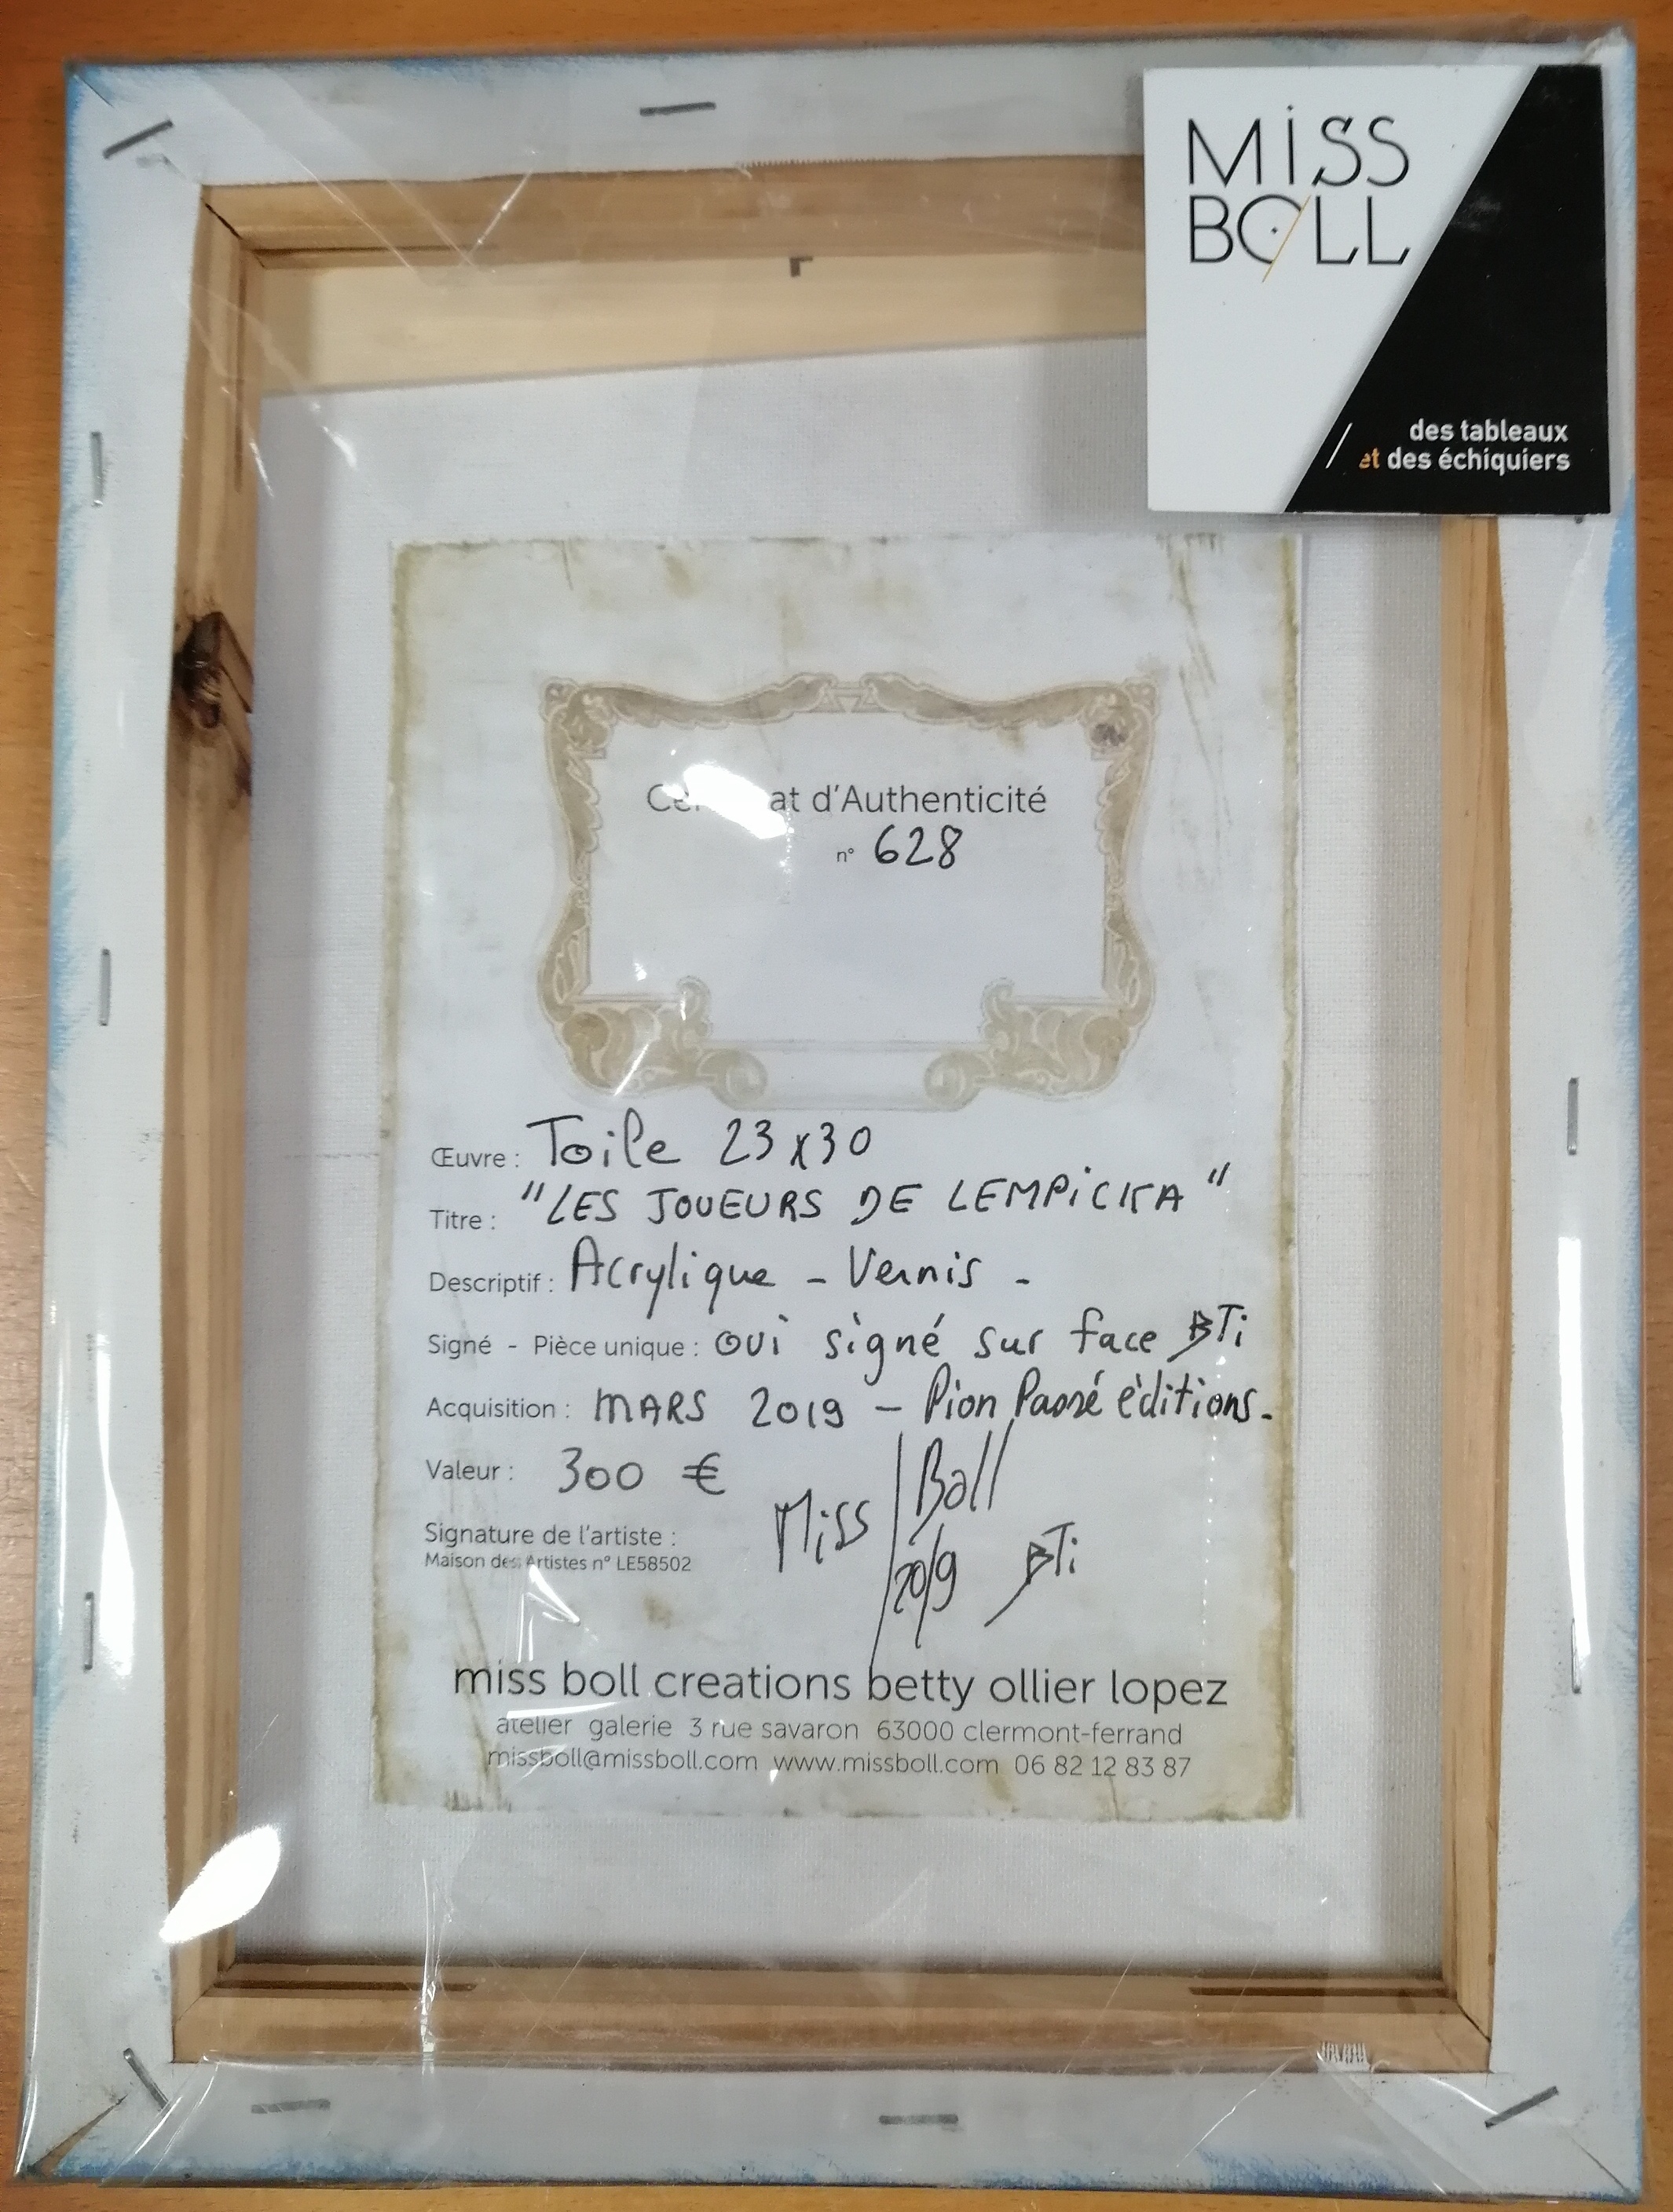 MiSS
BOLL
des tableaux
et des échiquiers
d'Authenticité
n° 628
Œuvre : Toile 23x30
Titre : "LES JOUEURS DE LEMPiCKA"
Descriptif : Acrylique - Vernis -
Signé - Pièce unique : oui signé sur face BTi
Acquisition : MARS 2019 - Pion Passé éditions.
Valeur : 300 €
Miss Boll
Signature de l'artiste :
2019 BTi
Maison des Artistes n° LE58502
miss boll creations betty ollier lopez
atelier galerie 3 rue savaron 63000 clermont-ferrand
missboll@missboll.com www.missboll.com 06 82 12 83 87